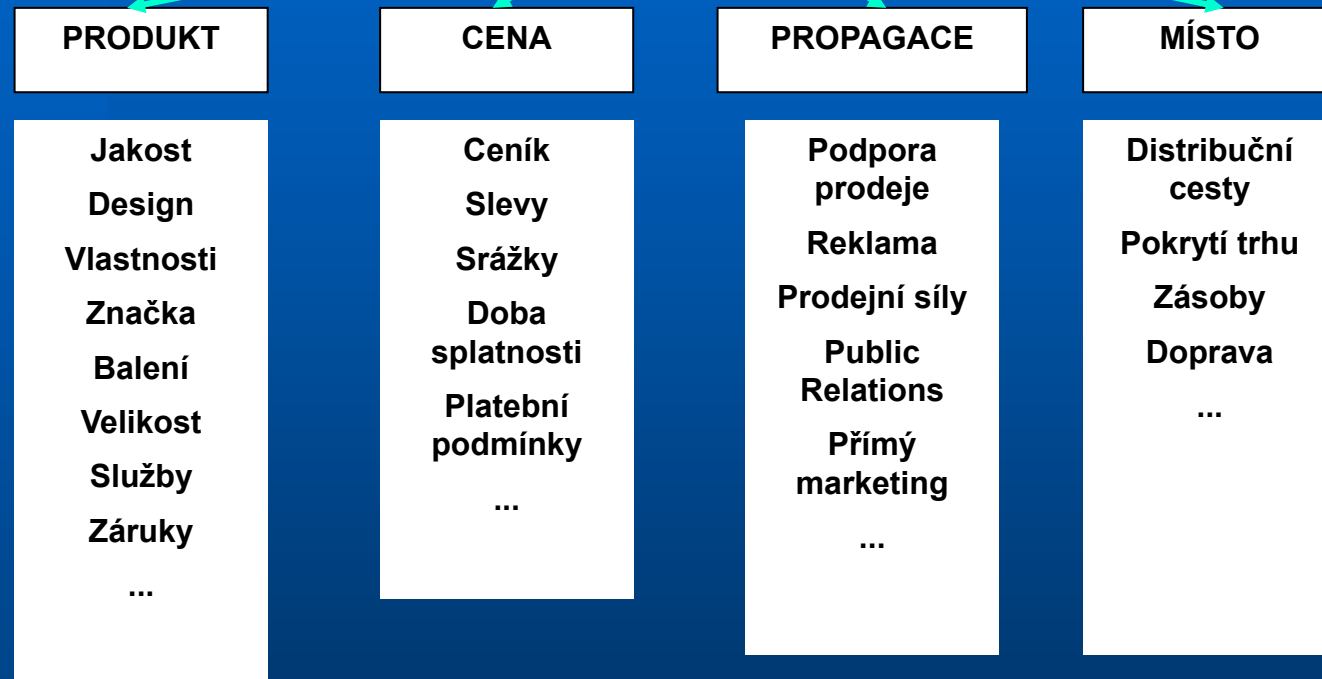 PRODUKT
CENA
PROPAGACE
MÍSTO
Jakost
Design
Vlastnosti
Značka
Balení
Velikost
Služby
Záruky
...
Ceník
Slevy
Srážky
Doba
splatnosti
Platební
podmínky
...
Podpora
prodeje
Reklama
Prodejní síly
Public
Relations
Přímý
marketing
...
Distribuční
cesty
Pokrytí trhu
Zásoby
Doprava
...